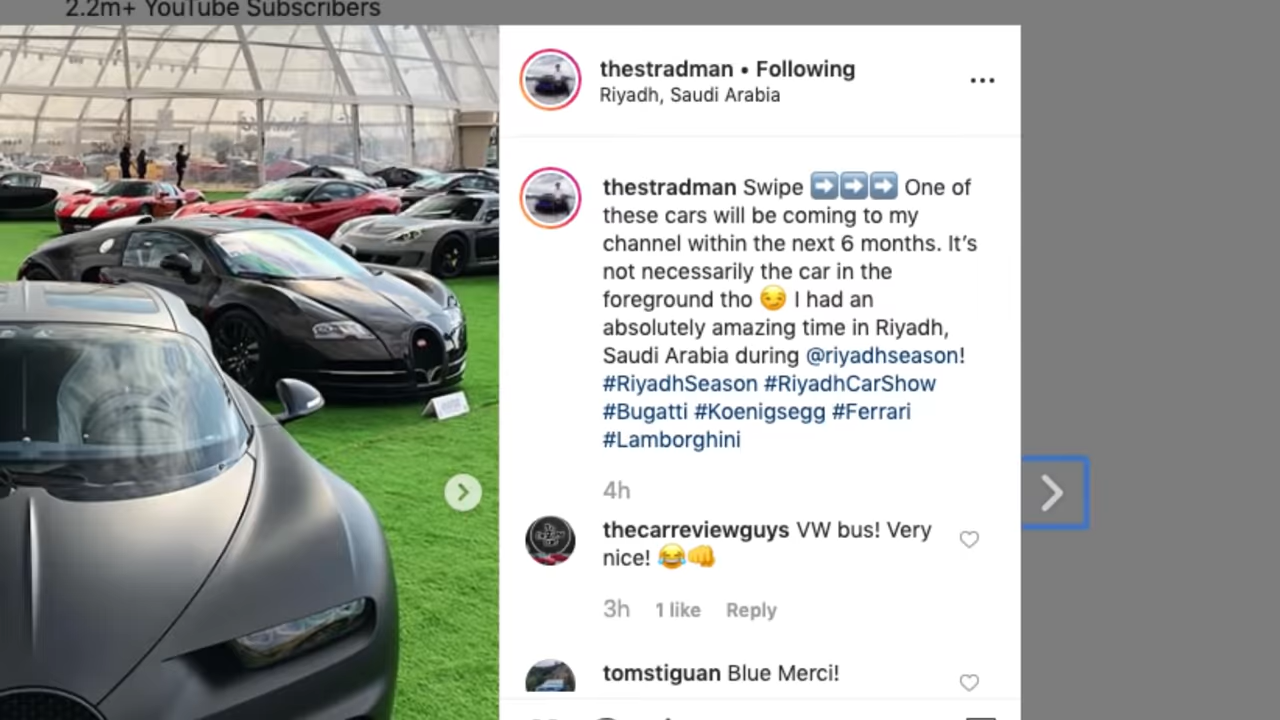 2.2m+ YouTube Subscribers
thestradman • Following
Riyadh, Saudi Arabia
thestradman Swipe ➡️➡️➡️ One of
these cars will be coming to my
channel within the next 6 months. It’s
not necessarily the car in the
foreground tho 😏 I had an
absolutely amazing time in Riyadh,
Saudi Arabia during @riyadhseason!
#RiyadhSeason #RiyadhCarShow
#Bugatti #Koenigsegg #Ferrari
#Lamborghini
4h
thecarreviewguys VW bus! Very
nice! 😂👊
3h 1 like Reply
tomstiguan Blue Merci!